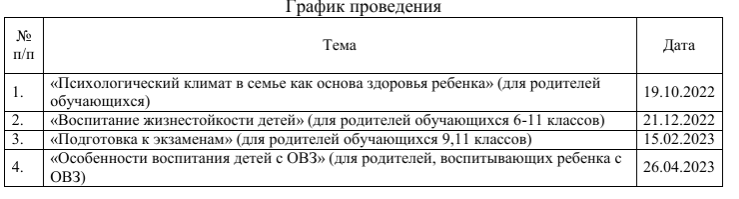 График проведения
№
п/п
Тема
Дата
1.
«Психологический климат в семье как основа здоровья ребенка» (для родителей
обучающихся)
19.10.2022
2.
«Воспитание жизнестойкости детей» (для родителей обучающихся 6-11 классов)
21.12.2022
3.
«Подготовка к экзаменам» (для родителей обучающихся 9,11 классов)
15.02.2023
4.
«Особенности воспитания детей с ОВЗ» (для родителей, воспитывающих ребенка с
ОВЗ)
26.04.2023